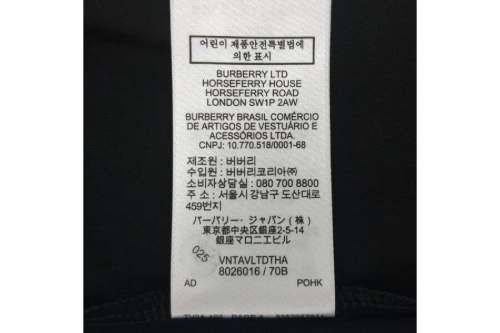 어린이 제품안전특별법에
의한 표시
BURBERRY LTD
HORSEFERRY HOUSE
HORSEFERRY ROAD
LONDON SW1P 2AW
BURBERRY BRASIL COMÉRCIO
DE ARTIGOS DE VESTUÁRIO E
ACESSÓRIOS LTDA.
CNPJ: 10.770.518/0001-68
제조원 : 버버리
수입원 : 버버리코리아㈜
소비자상담실 : 080 700 8800
주 소 : 서울시 강남구 도산대로
459번지
バーバリー・ジャパン(株)
東京都中央区銀座2-5-14
銀座マロニエビル
025
VNTAVLTDTHA
8026016 / 70B
AD POHK